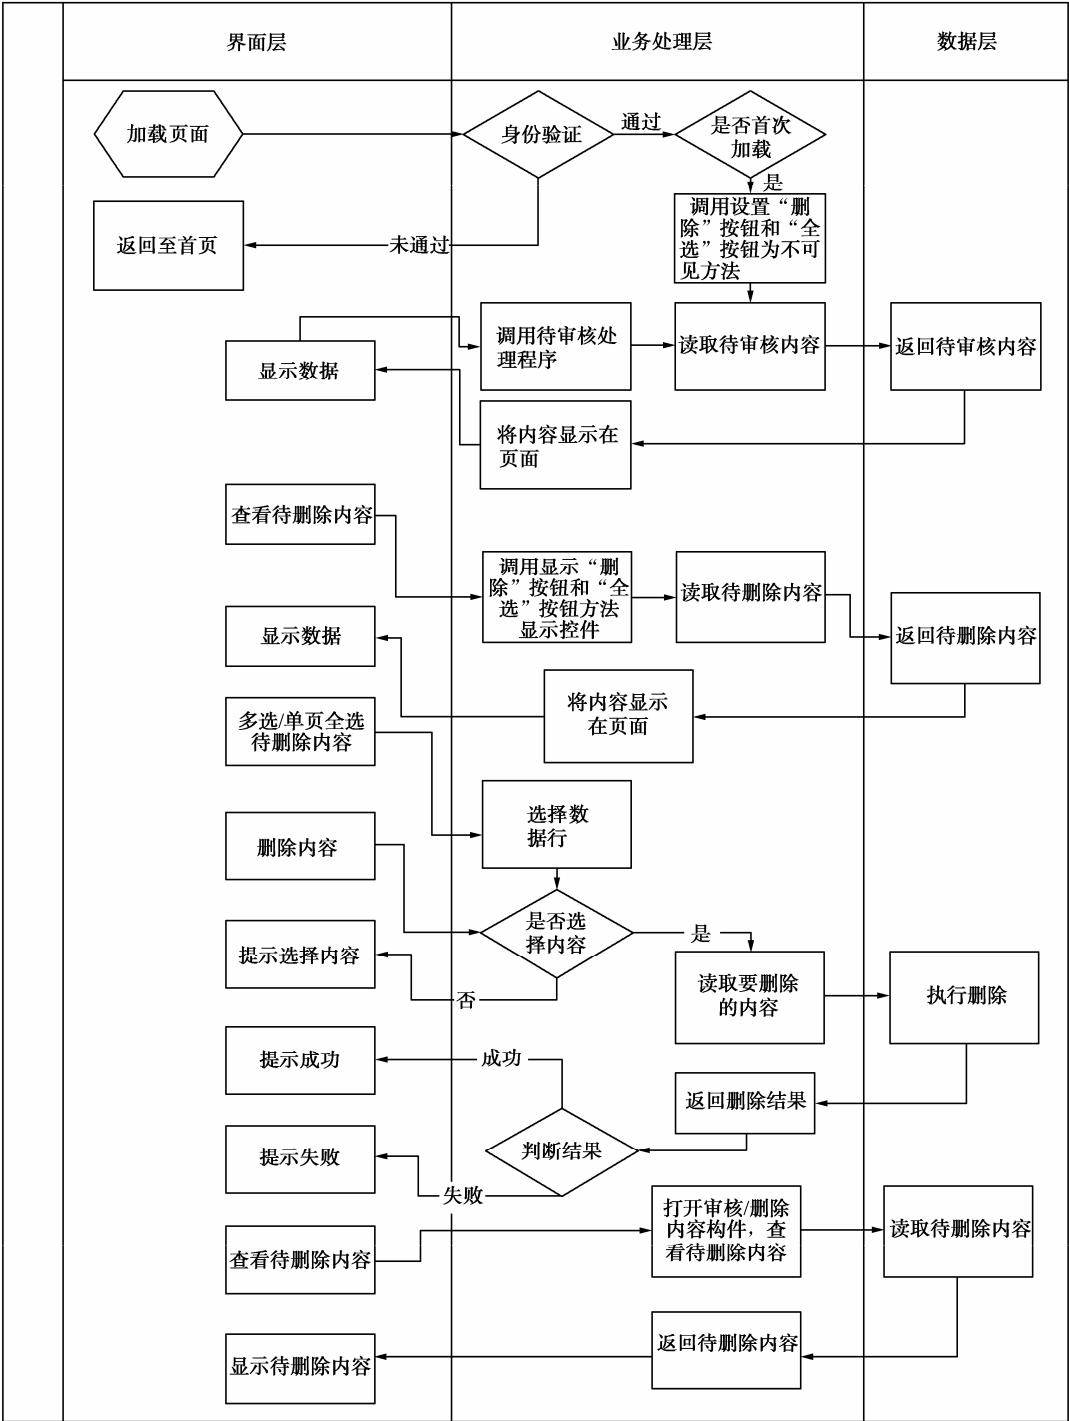 界面层
业务处理层
数据层
加载页面
身份验证
通过
是否首次
加载
是
调用设置“删
除”按钮和“全
选”按钮为不可
见方法
返回至首页
未通过
调用待审核处
理程序
读取待审核内容
返回待审核内容
显示数据
将内容显示在
页面
查看待删除内容
调用显示“删
除”按钮和“全
选”按钮方法
显示控件
读取待删除内容
返回待删除内容
显示数据
将内容显示
在页面
多选/单页全选
待删除内容
选择数
据行
删除内容
是否选
择内容
是
提示选择内容
否
读取要删除
的内容
执行删除
提示成功
成功
返回删除结果
判断结果
提示失败
失败
打开审核/删除
内容构件，查
看待删除内容
读取待删除内容
查看待删除内容
返回待删除内容
显示待删除内容